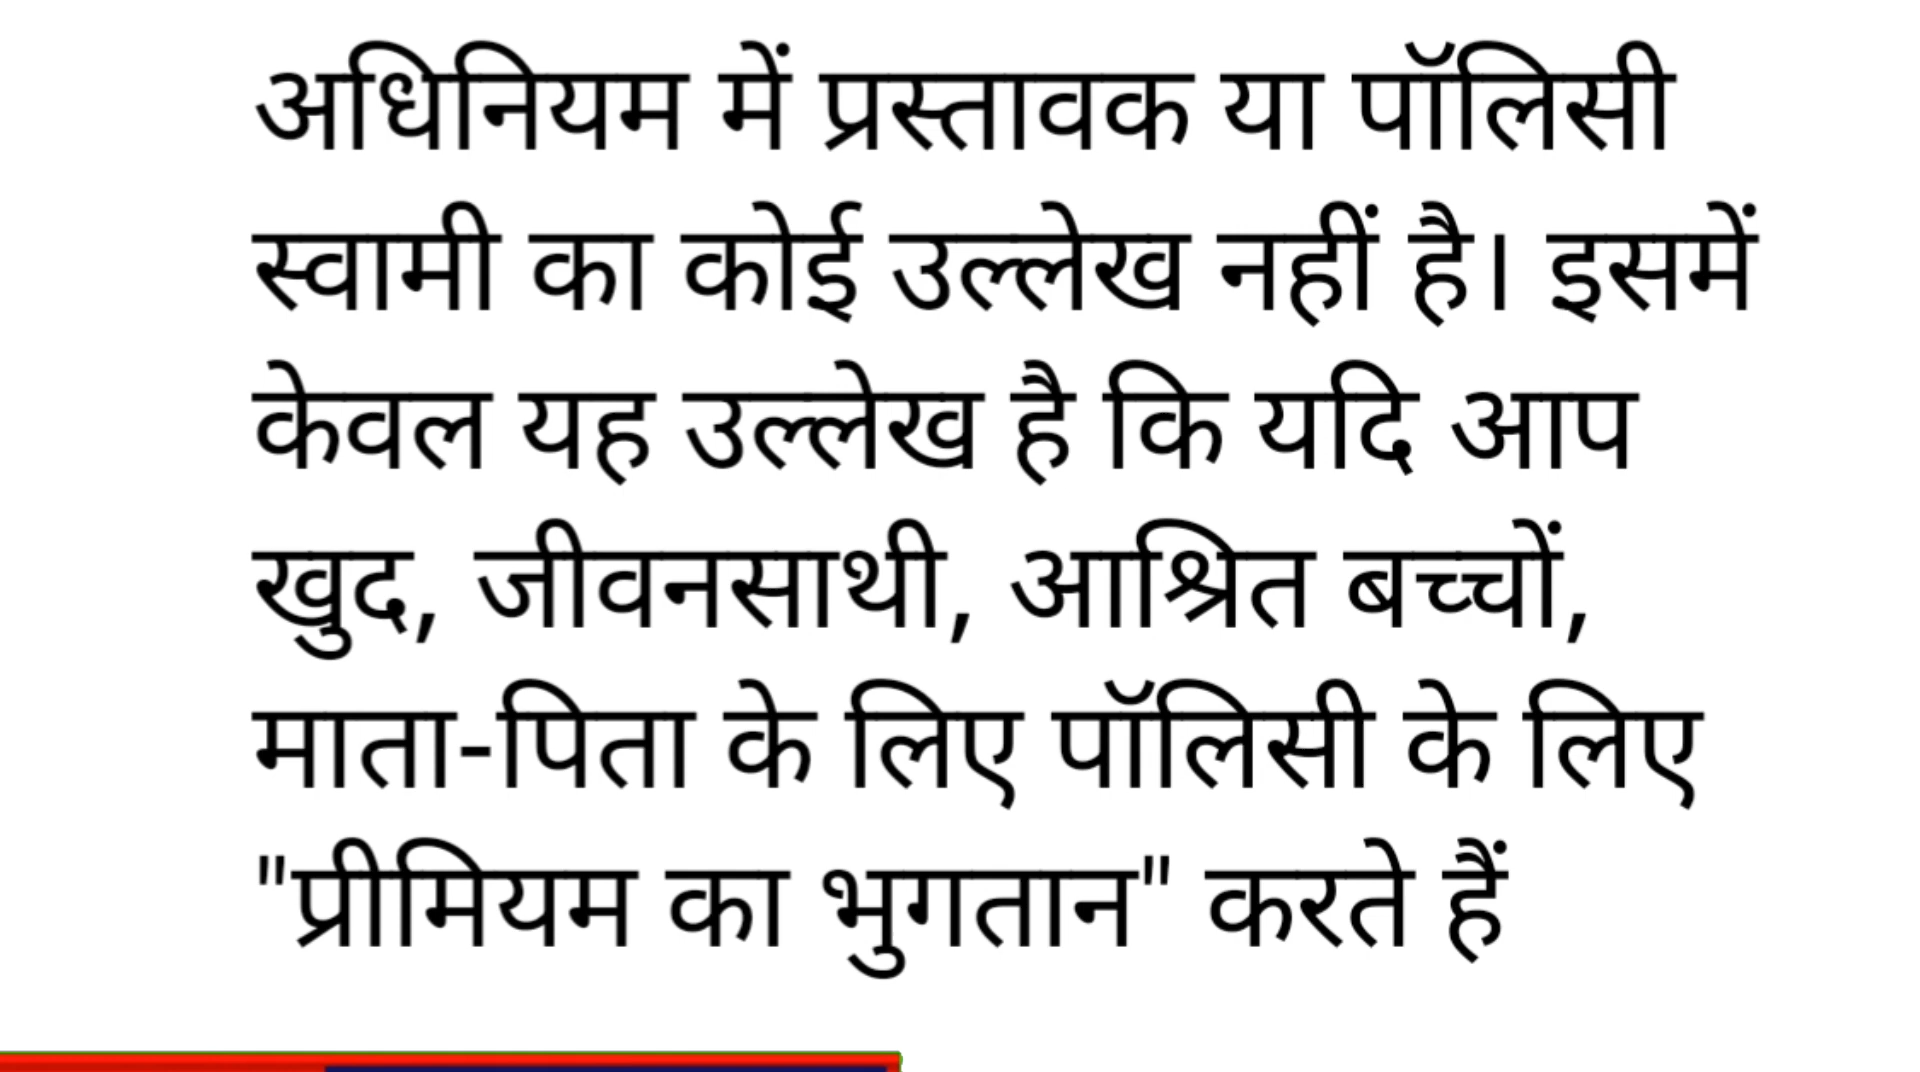 अधिनियम में प्रस्तावक या पॉलिसी
स्वामी का कोई उल्लेख नहीं है। इसमें
केवल यह उल्लेख है कि यदि आप
खुद, जीवनसाथी, आश्रित बच्चों,
माता-पिता के लिए पॉलिसी के लिए
"प्रीमियम का भुगतान" करते हैं